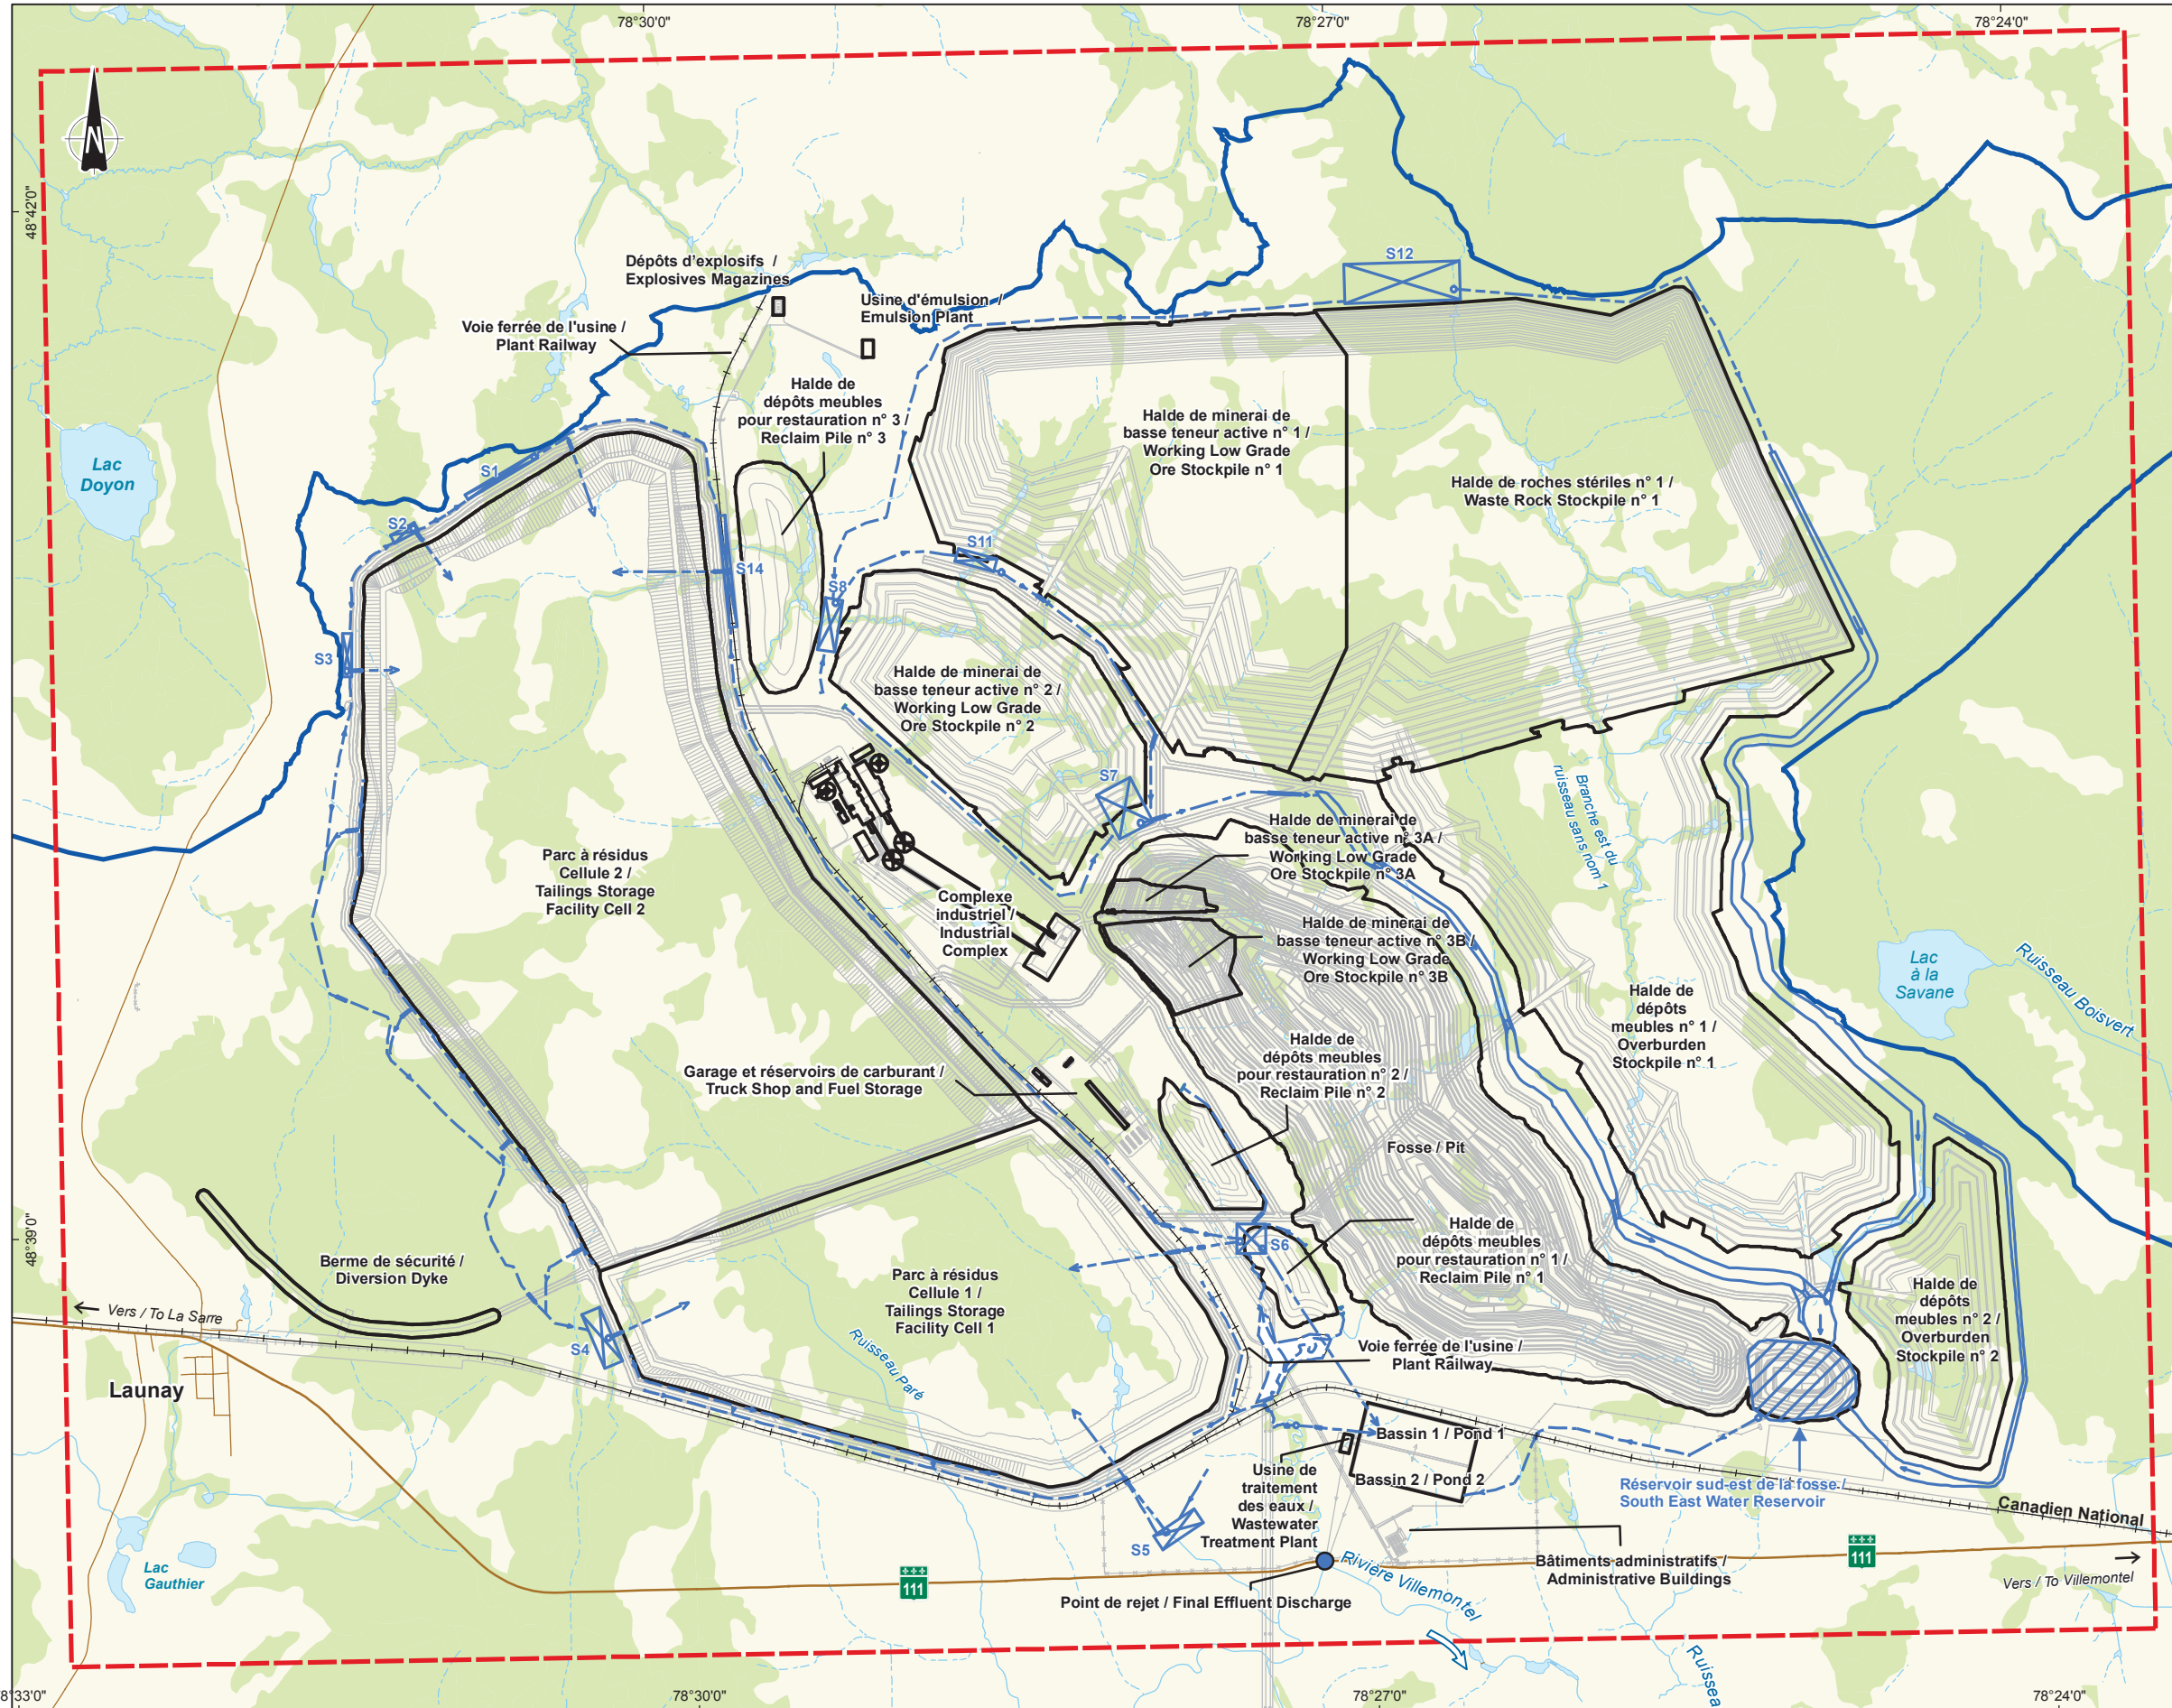 78°30'0"
78°27'0"
78°24'0"
N
48°42'0"
S12
Dépôts d'explosifs /
Explosives Magazines
Usine d'émulsion /
Emulsion Plant
Voie ferrée de l'usine /
Plant Railway
Halde de
dépôts meubles
pour restauration n° 3 /
Reclaim Pile n° 3
Halde de minerai de
basse teneur active n° 1 /
Working Low Grade
Ore Stockpile n° 1
Halde de roches stériles n° 1 /
Waste Rock Stockpile n° 1
Lac
Doyon
S1
S2
S11
S14
S8
S3
Halde de minerai de
basse teneur active n° 2 /
Working Low Grade
Ore Stockpile n° 2
S7
Branche est du
ruisseau sans nom 1
Halde de minerai de
basse teneur active n° 3A /
Working Low Grade
Ore Stockpile n° 3A
Parc à résidus
Cellule 2 /
Tailings Storage
Facility Cell 2
Complexe
industriel /
Industrial
Complex
Halde de minerai de
basse teneur active n° 3B /
Working Low Grade
Ore Stockpile n° 3B
Lac
à la
Savane
Ruisseau Boisvert
Halde de
dépôts
meubles n° 1 /
Overburden
Stockpile n° 1
Halde de
dépôts meubles
pour restauration n° 2 /
Reclaim Pile n° 2
Garage et réservoirs de carburant /
Truck Shop and Fuel Storage
Fosse / Pit
48°39'0"
S6
Halde de
dépôts meubles
pour restauration n° 1 /
Reclaim Pile n° 1
Berme de sécurité /
Diversion Dyke
Parc à résidus
Cellule 1 /
Tailings Storage
Facility Cell 1
Halde de
dépôts
meubles n° 2 /
Overburden
Stockpile n° 2
Vers / To La Sarre
Ruisseau Paré
S4
Voie ferrée de l'usine /
Plant Railway
Launay
Bassin 1 / Pond 1
Bassin 2 / Pond 2
Usine de
traitement
des eaux /
Wastewater
Treatment Plant
Réservoir sud-est de la fosse /
South East Water Reservoir
Canadien National
S5
Lac
Gauthier
111
Rivière Villemontel
Bâtiments administratifs /
Administrative Buildings
111
Vers / To Villemontel
Point de rejet / Final Effluent Discharge
Ruissea
78°33'0"
78°30'0"
78°27'0"
78°24'0"